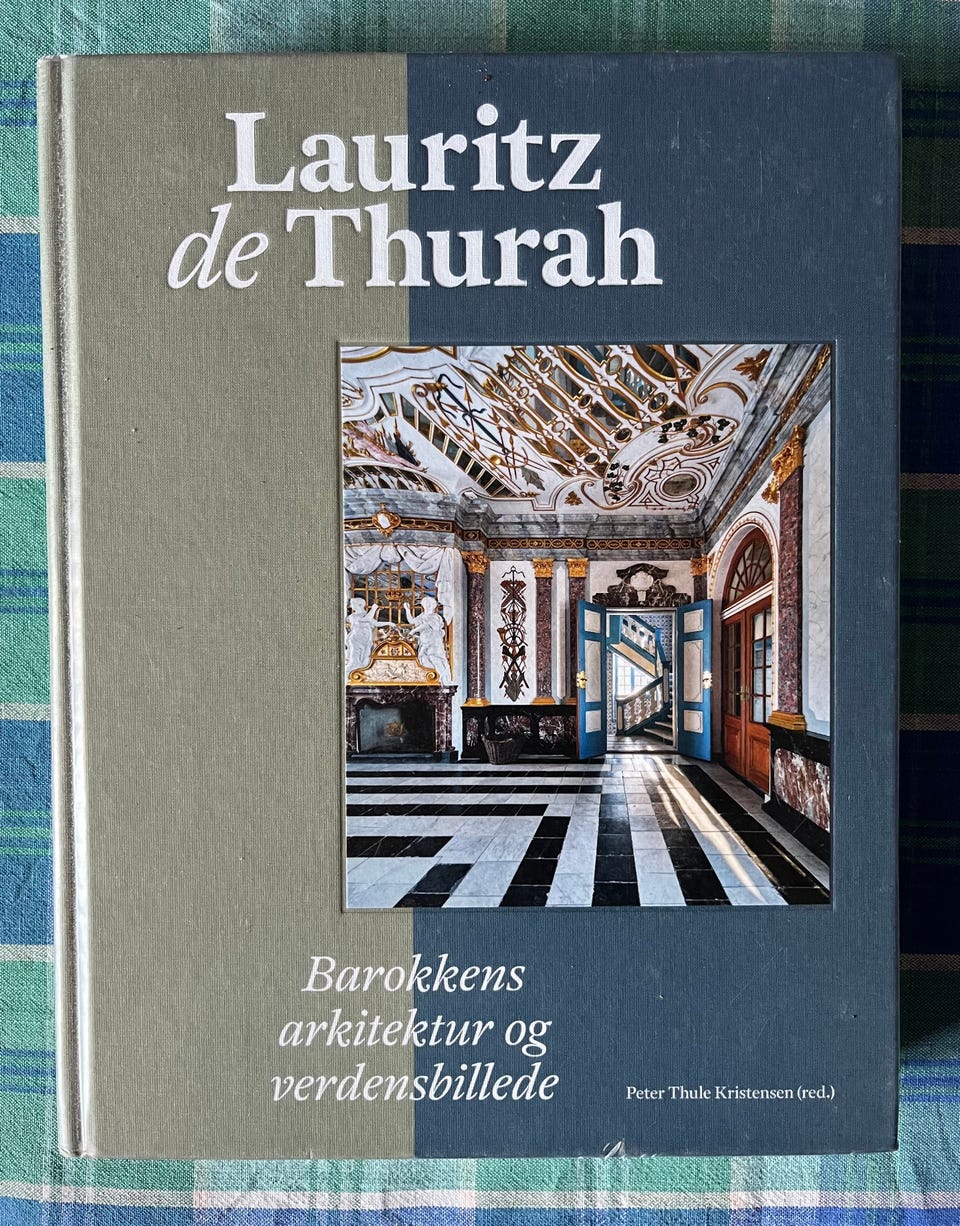 Lauritz
de Thurah
Barokkens
arkitektur og
verdensbillede
Peter Thule Kristensen (red.)